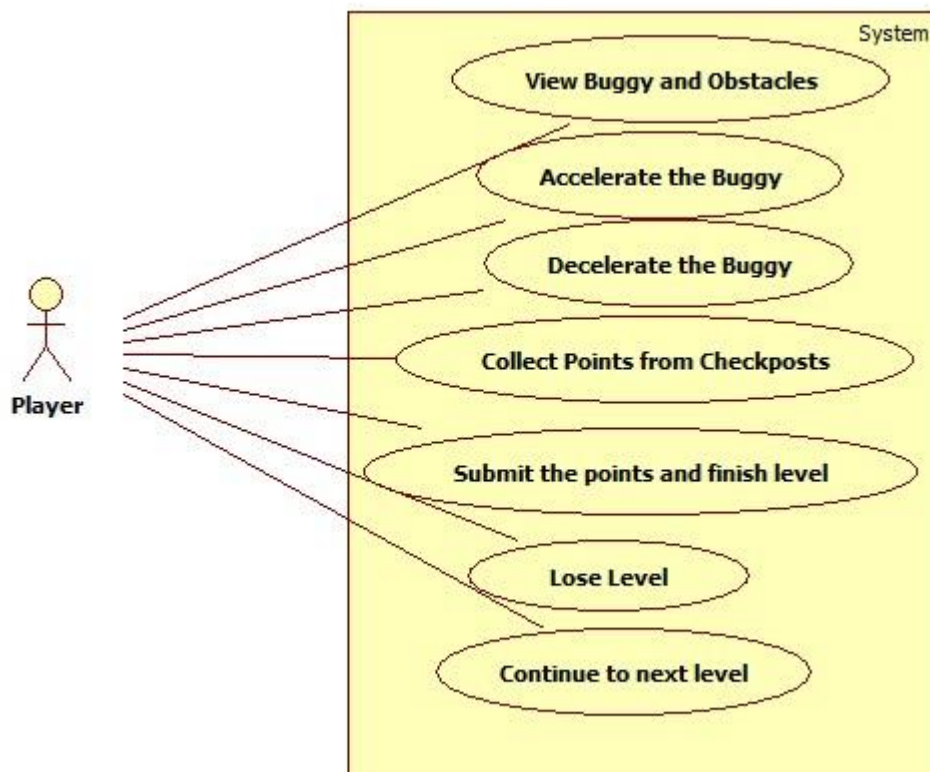 System
View Buggy and Obstacles
Accelerate the Buggy
Decelerate the Buggy
Collect Points from Checkposts
Player
Submit the points and finish level
Lose Level
Continue to next level